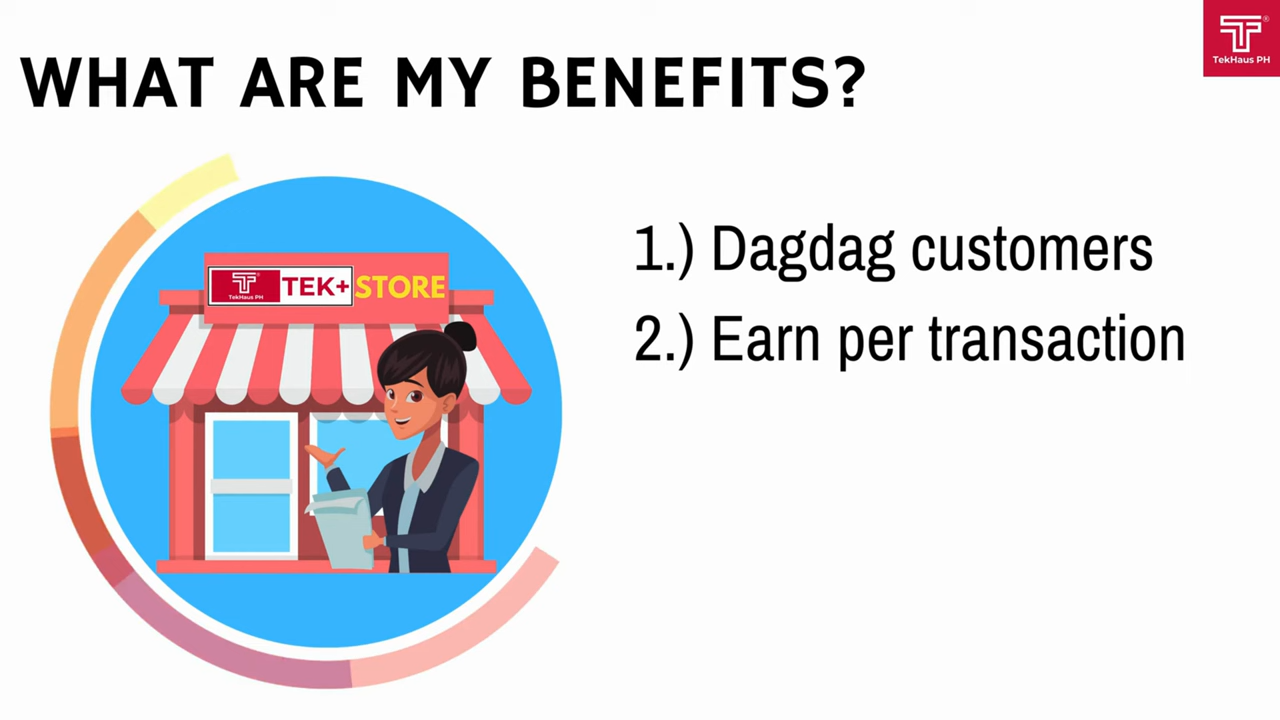 TekHaus PH
WHAT ARE MY BENEFITS?
TekHaus PH
TEK+ STORE
1.) Dagdag customers
2.) Earn per transaction